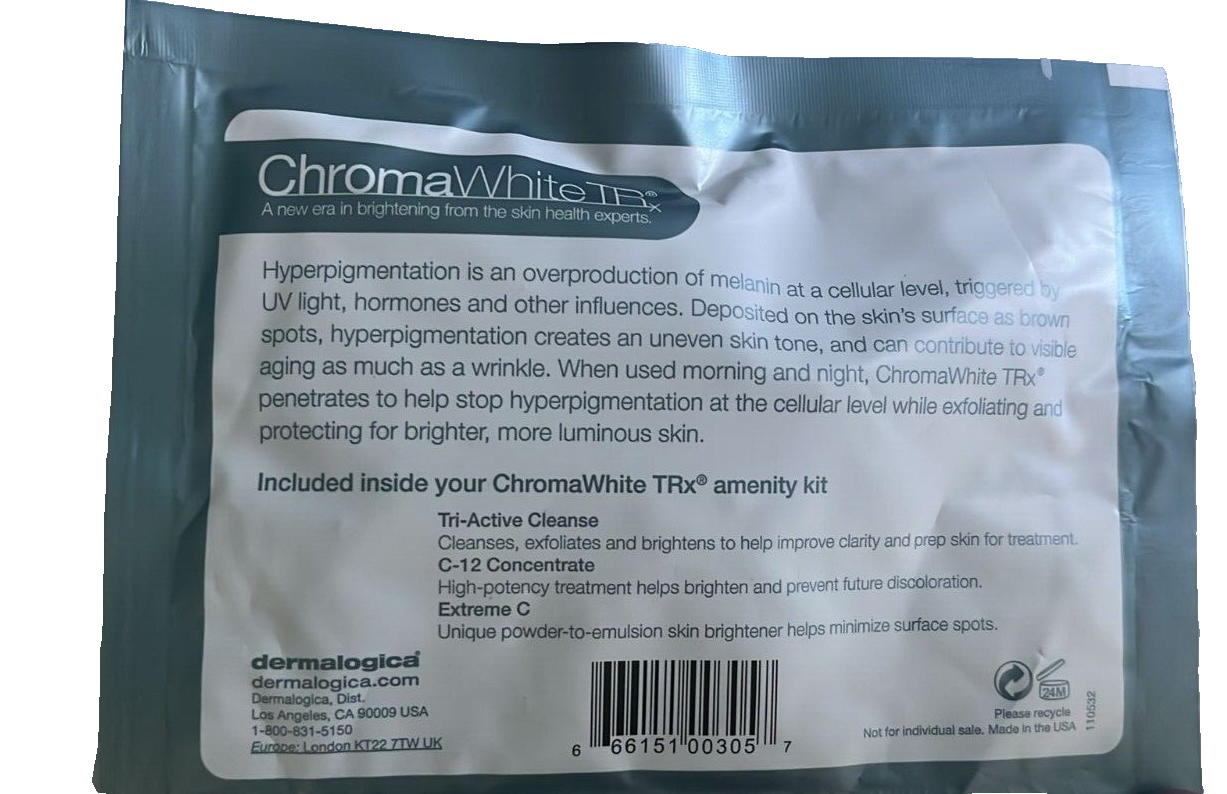 ChromaWhite TRx®
A new era in brightening from the skin health experts.
Hyperpigmentation is an overproduction of melanin at a cellular level, triggered by
UV light, hormones and other influences. Deposited on the skin's surface as brown
spots, hyperpigmentation creates an uneven skin tone, and can contribute to visible
aging as much as a wrinkle. When used morning and night, ChromaWhite TRx®
penetrates to help stop hyperpigmentation at the cellular level while exfoliating and
protecting for brighter, more luminous skin.
Included inside your ChromaWhite TRx® amenity kit
Tri-Active Cleanse
Cleanses, exfoliates and brightens to help improve clarity and prep skin for treatment.
C-12 Concentrate
High-potency treatment helps brighten and prevent future discoloration.
Extreme C
Unique powder-to-emulsion skin brightener helps minimize surface spots.
dermalogica®
dermalogica.com
Dermalogica, Dist.
Los Angeles, CA 90009 USA
1-800-831-5150
Europe: London KT22 7TW UK
6 66151 00305 7
24M
Please recycle
Not for individual sale. Made in the USA
110532